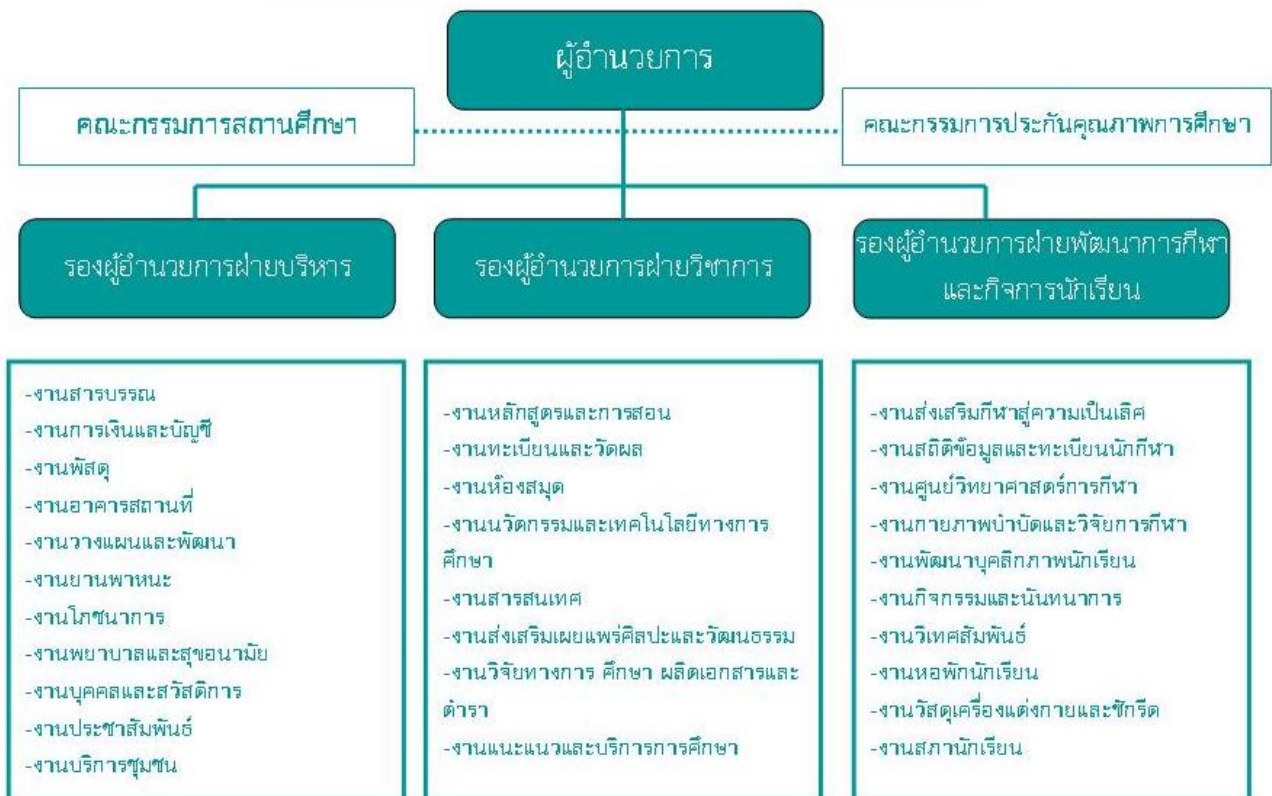 ผู้อำนวยการ
คณะกรรมการสถานศึกษา
คณะกรรมการประกันคุณภาพการศึกษา
รองผู้อำนวยการฝ่ายบริหาร
รองผู้อำนวยการฝ่ายวิชาการ
รองผู้อำนวยการฝ่ายพัฒนาการกีฬา
และกิจการนักเรียน
-งานสารบรรณ
-งานการเงินและบัญชี
-งานพัสดุ
-งานอาคารสถานที่
-งานวางแผนและพัฒนา
-งานยานพาหนะ
-งานโภชนาการ
-งานพยาบาลและสุขอนามัย
-งานบุคคลและสวัสดิการ
-งานประชาสัมพันธ์
-งานบริการชุมชน
-งานหลักสูตรและการสอน
-งานทะเบียนและวัดผล
-งานห้องสมุด
-งานนวัตกรรมและเทคโนโลยีทางการ
ศึกษา
-งานสารสนเทศ
-งานส่งเสริมเผยแพร่ศิลปะและวัฒนธรรม
-งานวิจัยทางการ ศึกษา ผลิตเอกสารและ
ตำรา
-งานแนะแนวและบริการการศึกษา
-งานส่งเสริมกีฬาสู่ความเป็นเลิศ
-งานสถิติข้อมูลและทะเบียนนักกีฬา
-งานศูนย์วิทยาศาสตร์การกีฬา
-งานกายภาพบำบัดและวิจัยการกีฬา
-งานพัฒนาบุคลิกภาพนักเรียน
-งานกิจกรรมและนันทนาการ
-งานวิเทศสัมพันธ์
-งานหอพักนักเรียน
-งานวัสดุเครื่องแต่งกายและซักรีด
-งานสภานักเรียน